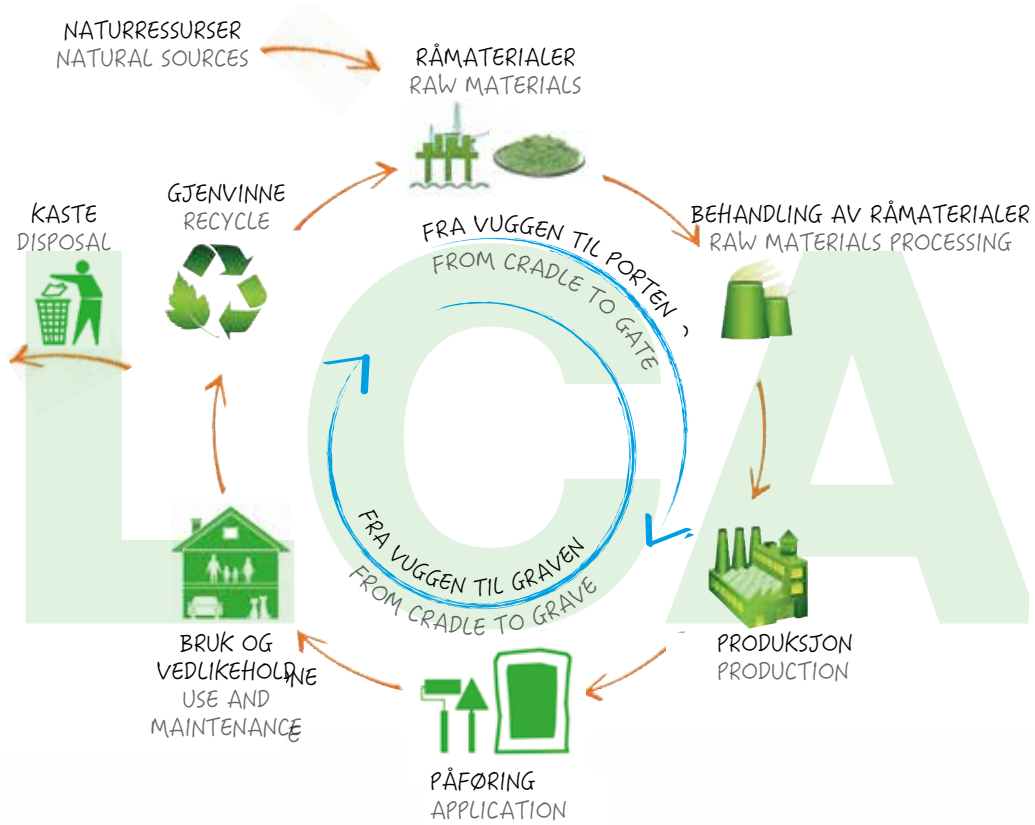 NATURRESSURSER
NATURAL SOURCES
RÅMATERIALER
RAW MATERIALS
BEHANDLING AV RÅMATERIALER
RAW MATERIALS PROCESSING
PRODUKSJON
PRODUCTION
PÅFØRING
APPLICATION
BRUK OG
VEDLIKEHOLD
USE AND
MAINTENANCE
GJENVINNE
RECYCLE
KASTE
DISPOSAL
FRA VUGGEN TIL PORTEN
FROM CRADLE TO GATE
FRA VUGGEN TIL GRAVEN
FROM CRADLE TO GRAVE
LCA